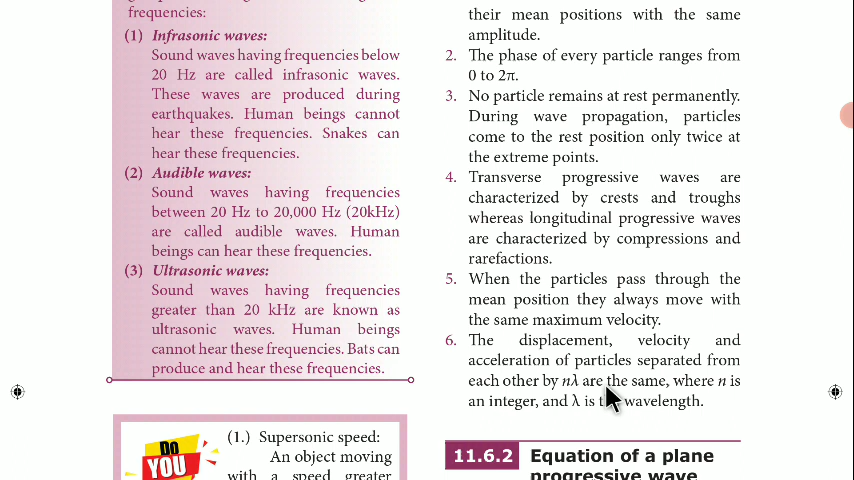 frequencies:
(1) Infrasonic waves:
Sound waves having frequencies below
20 Hz are called infrasonic waves.
These waves are produced during
earthquakes. Human beings cannot
hear these frequencies. Snakes can
hear these frequencies.
(2) Audible waves:
Sound waves having frequencies
between 20 Hz to 20,000 Hz (20kHz)
are called audible waves. Human
beings can hear these frequencies.
(3) Ultrasonic waves:
Sound waves having frequencies
greater than 20 kHz are known as
ultrasonic waves. Human beings
cannot hear these frequencies. Bats can
produce and hear these frequencies.
DO
YOU
(1.) Supersonic speed:
An object moving
with a speed greater
their mean positions with the same
amplitude.
2. The phase of every particle ranges from
0 to 2π.
3. No particle remains at rest permanently.
During wave propagation, particles
come to the rest position only twice at
the extreme points.
4. Transverse progressive waves are
characterized by crests and troughs
whereas longitudinal progressive waves
are characterized by compressions and
rarefactions.
5. When the particles pass through the
mean position they always move with
the same maximum velocity.
6. The displacement, velocity and
acceleration of particles separated from
each other by nλ are the same, where n is
an integer, and λ is wavelength.
11.6.2 Equation of a plane
progressive wave